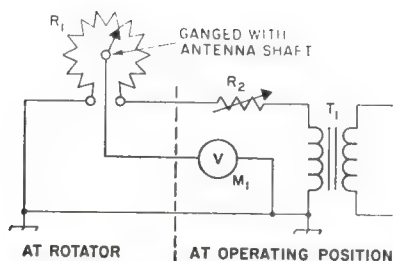 R1
GANGED WITH
ANTENNA SHAFT
R2
T1
V
M1
AT ROTATOR
AT OPERATING POSITION